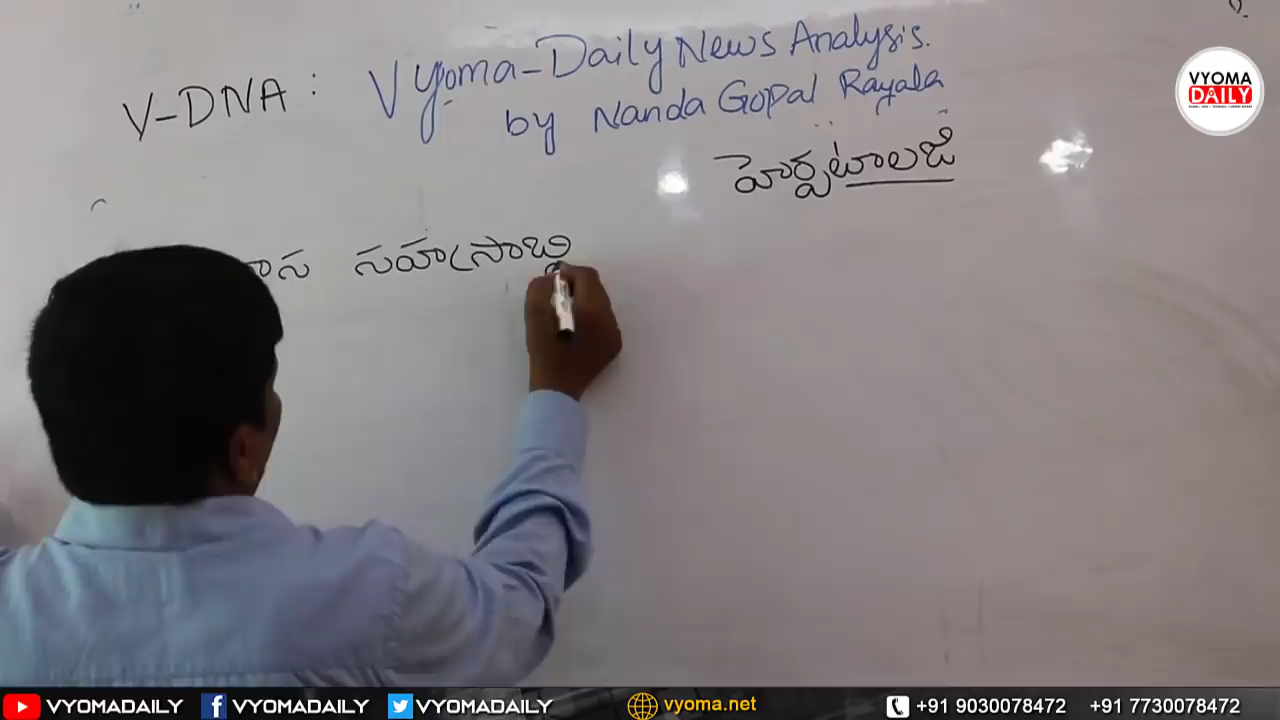 V-DNA : Vyoma-Daily News Analysis.
by Nanda Gopal Rayala
హెర్పటాలజి
సహస్రాబ్ది
VYOMA
DAILY
VYOMADAILY VYOMADAILY VYOMADAILY vyoma.net +91 9030078472 +91 7730078472